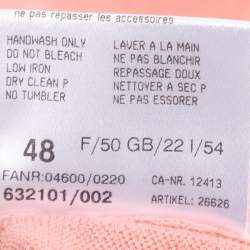 ne pas repasser les accessoires
HANDWASH ONLY LAVER A LA MAIN
DO NOT BLEACH NE PAS BLANCHIR
LOW IRON REPASSAGE DOUX
DRY CLEAN P NETTOYER A SEC P
NO TUMBLER NE PAS ESSORER
48 F/50 GB/22 I/54
FANR:04600/0220 CA-NR. 12413
632101/002 ARTIKEL: 26626